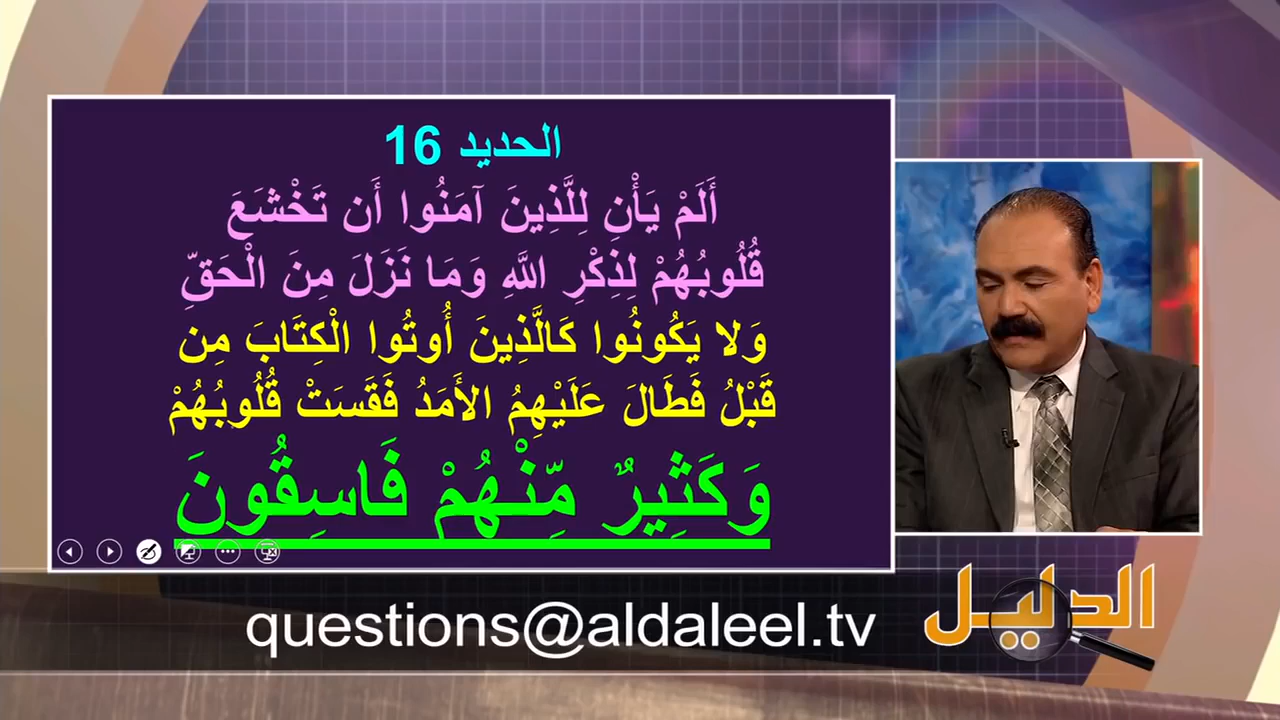 الحديد 16
أَلَمْ يَأْنِ لِلَّذِينَ آمَنُوا أَن تَخْشَعَ
قُلُوبُهُمْ لِذِكْرِ اللَّهِ وَمَا نَزَلَ مِنَ الْحَقِّ
وَلا يَكُونُوا كَالَّذِينَ أُوتُوا الْكِتَابَ مِن
قَبْلُ فَطَالَ عَلَيْهِمُ الأَمَدُ فَقَسَتْ قُلُوبُهُمْ
وَكَثِيرٌ مِّنْهُمْ فَاسِقُونَ
الدليل
questions@aldaleel.tv